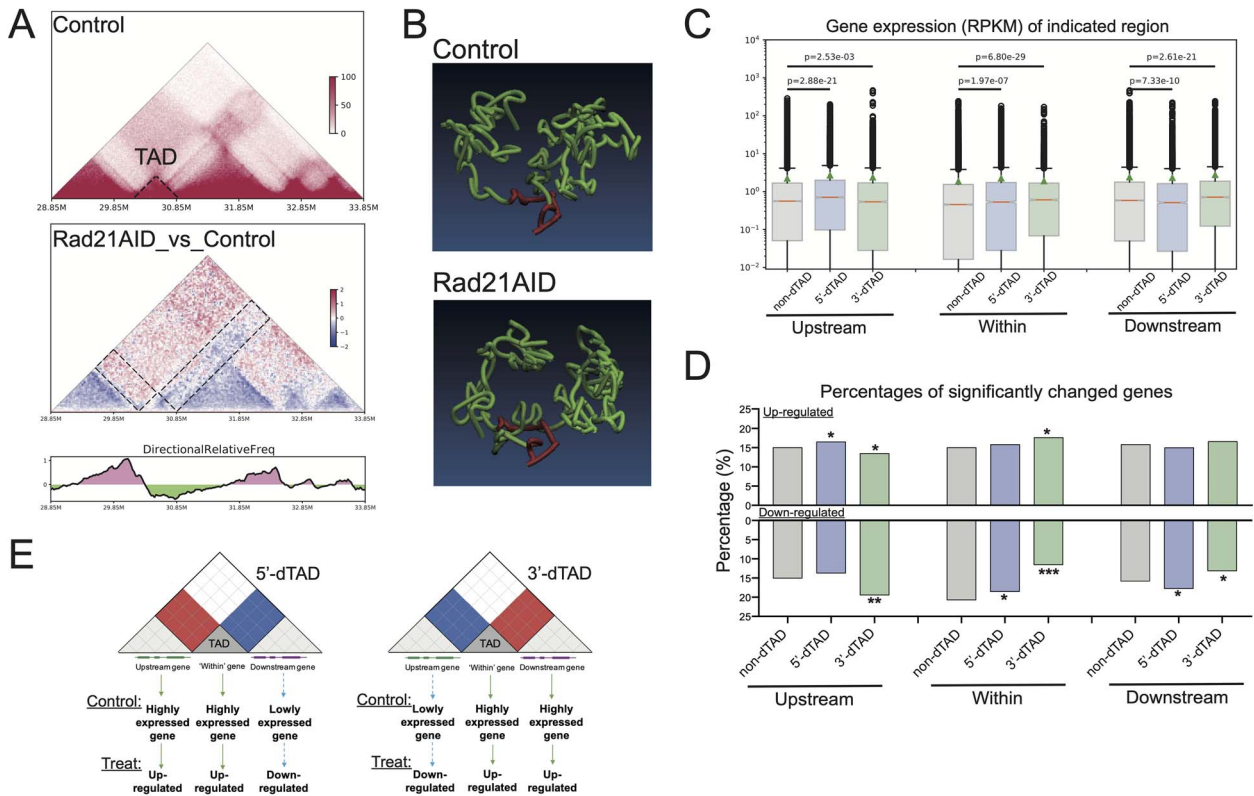 A
Control
100
50
0
TAD
28.85M 29.85M 30.85M 31.85M 32.85M 33.85M
Rad21AID_vs_Control
2
1
0
−1
−2
28.85M 29.85M 30.85M 31.85M 32.85M 33.85M
DirectionalRelativeFreq
1
0
28.85M 29.85M 30.85M 31.85M 32.85M 33.85M
B
Control
Rad21AID
C
Gene expression (RPKM) of indicated region
10^4
10^3
10^2
10^1
10^0
10^−1
10^−2
p=2.53e-03
p=2.88e-21
p=6.80e-29
p=1.97e-07
p=2.61e-21
p=7.33e-10
non-dTAD 5'-dTAD 3'-dTAD non-dTAD 5'-dTAD 3'-dTAD non-dTAD 5'-dTAD 3'-dTAD
Upstream Within Downstream
D
Percentages of significantly changed genes
Percentage (%)
25
20
15
10
5
0
Up-regulated
* * *
Down-regulated
0
5
10
15
20
25
** * *** * *
non-dTAD 5'-dTAD 3'-dTAD non-dTAD 5'-dTAD 3'-dTAD non-dTAD 5'-dTAD 3'-dTAD
Upstream Within Downstream
E
5'-dTAD
TAD
Upstream gene 'Within' gene Downstream gene
Control:
Highly expressed gene
Highly expressed gene
Lowly expressed gene
Treat:
Up-regulated
Up-regulated
Down-regulated
3'-dTAD
TAD
Upstream gene 'Within' gene Downstream gene
Control:
Lowly expressed gene
Highly expressed gene
Highly expressed gene
Treat:
Down-regulated
Up-regulated
Up-regulated